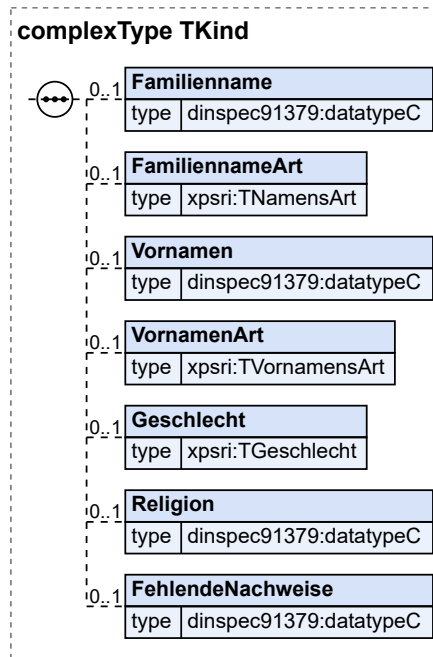 complexType TKind
0..1 Familienname
type dinspec91379:datatypeC
0..1 FamiliennameArt
type xpsri:TNamensArt
0..1 Vornamen
type dinspec91379:datatypeC
0..1 VornamenArt
type xpsri:TVornamensArt
0..1 Geschlecht
type xpsri:TGeschlecht
0..1 Religion
type dinspec91379:datatypeC
0..1 FehlendeNachweise
type dinspec91379:datatypeC